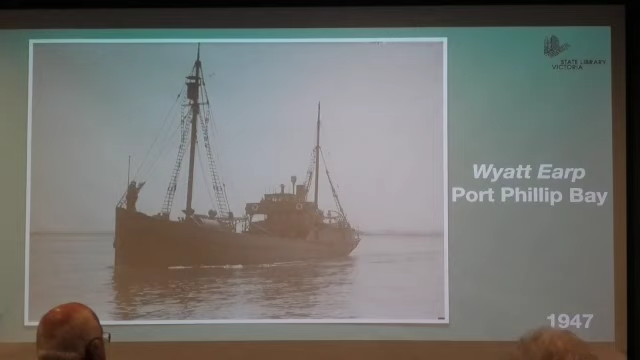 STATE LIBRARY
VICTORIA
Wyatt Earp
Port Phillip Bay
1947